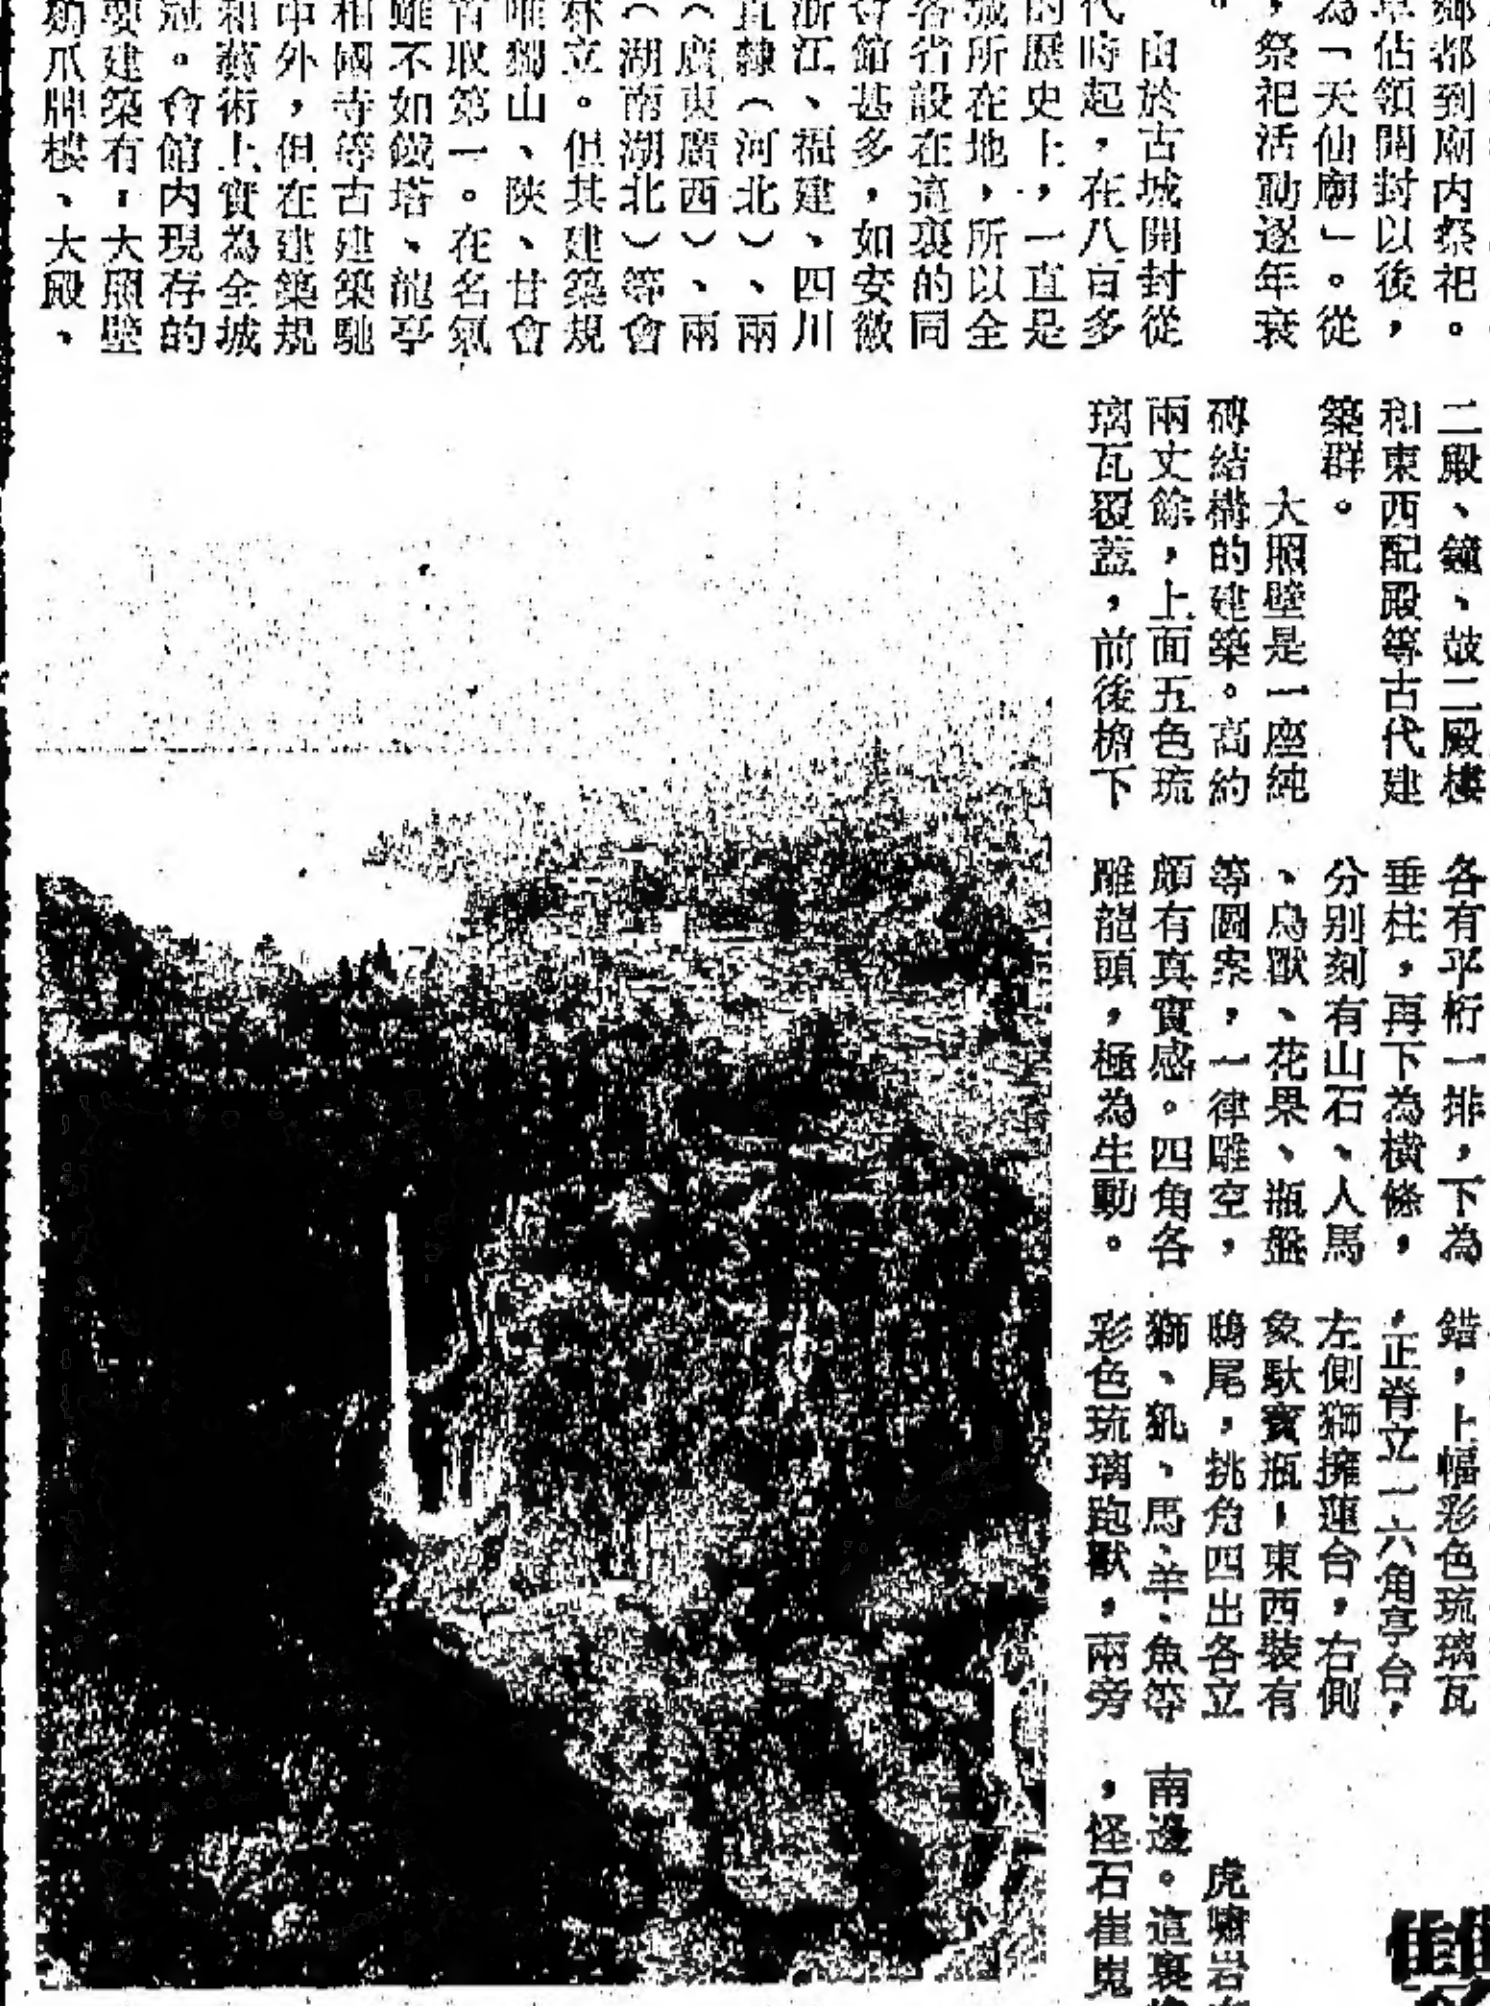 鄉都到廟內祭祀。
佔領開封以後，
為「天仙廟」。從
，祭祀活動逐年衰
。
由於古城開封從
代時起，在八百多
的歷史上，一直是
城所在地，所以全
各省設在這裏的同
會館甚多，如安徽
浙江、福建、四川
直隸（河北）、兩
（廣東廣西）、兩
（湖南湖北）等會
林立。但其建築規
唯獨山、陝、甘會
首取第一。在名氣
雖不如鐵塔、龍亭
相國寺等古建築馳
中外，但在建築規
和藝術上實為全城
冠。會館內現存的
要建築有，大照壁
鷄爪牌樓、大殿、
二殿、鐘、鼓二殿樓
和東西配殿等古代建
築群。
大照壁是一座純
磚結構的建築。高約
兩丈餘，上面五色琉
璃瓦覆蓋，前後檐下
各有平桁一排，下為
垂柱，再下為橫條，
分別刻有山石、人馬
、鳥獸、花果、瓶盤
等圖案，一律雕空，
頗有真實感。四角各
雕龍頭，極為生動。
錯，上幅彩色琉璃瓦
，正脊立一六角亭台，
左側獅擁蓮台，右側
象馱寶瓶，東西裝有
鴟尾，挑角四出各立
獅、犼、馬、羊、魚等
彩色琉璃跑獸，兩旁
虎嘯岩
南邊。這裏
，怪石崔嵬